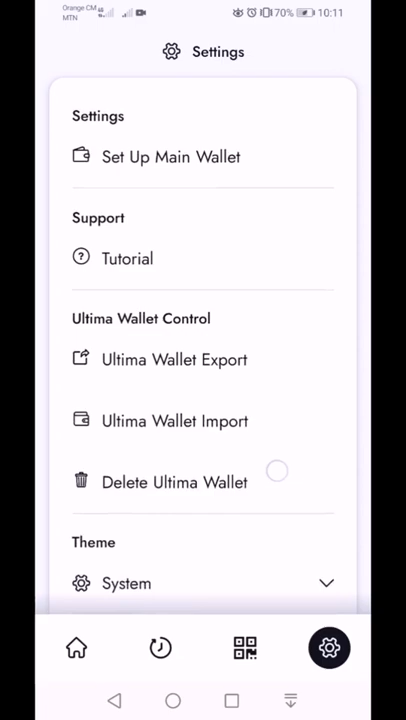 Orange CM
MTN
70% 10:11
Settings
Settings
Set Up Main Wallet
Support
Tutorial
Ultima Wallet Control
Ultima Wallet Export
Ultima Wallet Import
Delete Ultima Wallet
Theme
System